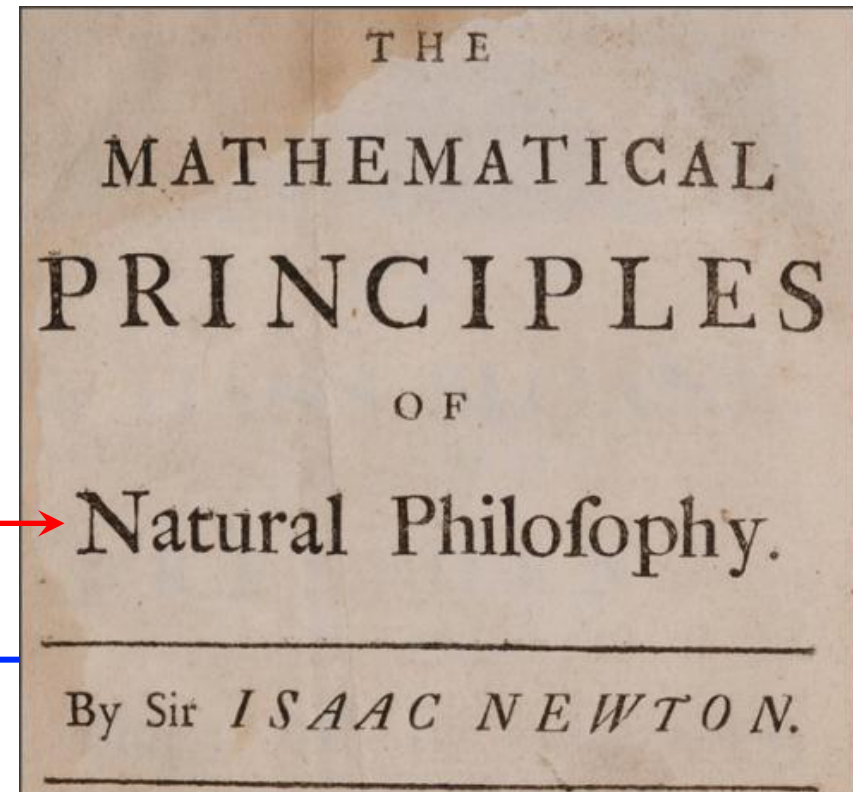 THE
MATHEMATICAL
PRINCIPLES
OF
Natural Philoſophy.
By Sir ISAAC NEWTON.